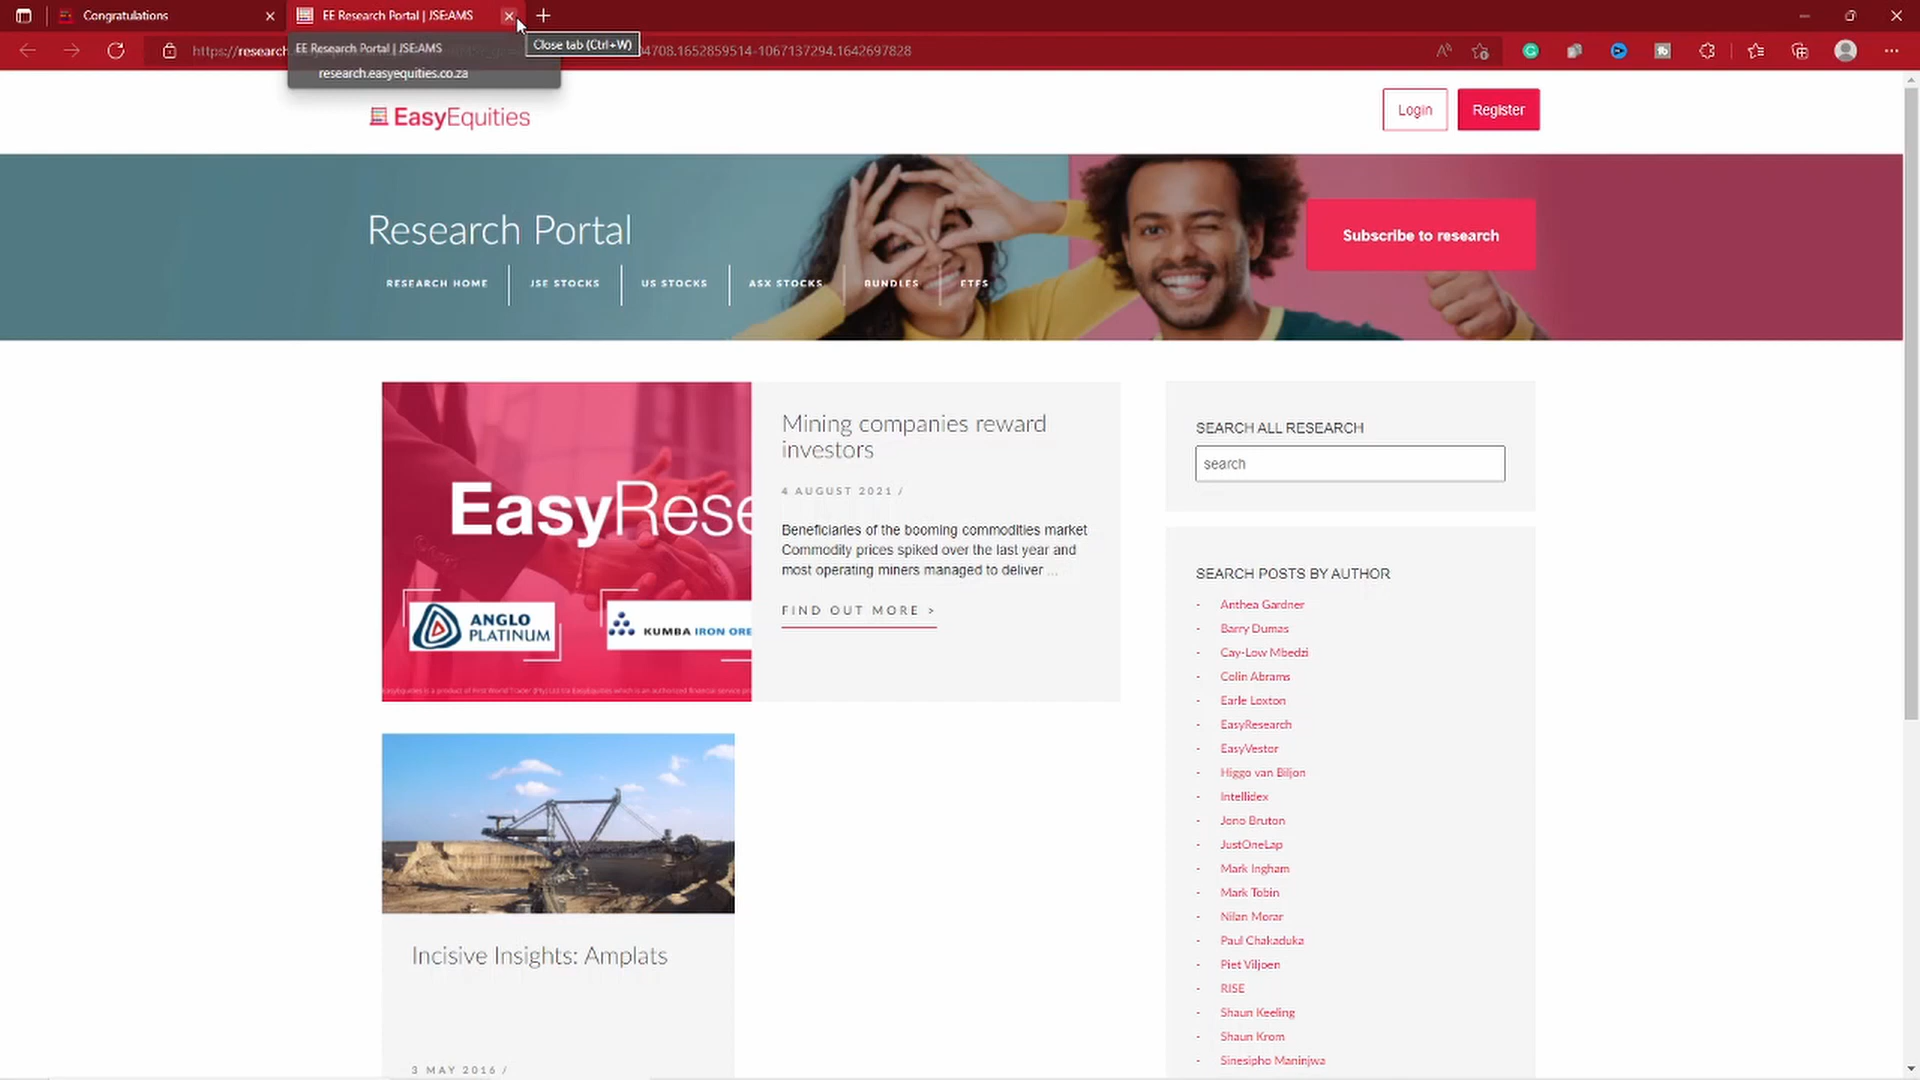 Congratulations
EE Research Portal | JSE:AMS
https://research
04708.1652859514-1067137294.1642697828
EE Research Portal | JSE:AMS
research.easyequities.co.za
Close tab (Ctrl+W)
EasyEquities
Login
Register
Research Portal
Subscribe to research
RESEARCH HOME
JSE STOCKS
US STOCKS
ASX STOCKS
BUNDLES
ETFS
EasyRese
ANGLO
PLATINUM
KUMBA IRON ORE
Mining companies reward
investors
4 AUGUST 2021 /
Beneficiaries of the booming commodities market
Commodity prices spiked over the last year and
most operating miners managed to deliver ...
FIND OUT MORE >
SEARCH ALL RESEARCH
search
SEARCH POSTS BY AUTHOR
- Anthea Gardner
- Barry Dumas
- Cay-Low Mbedzi
- Colin Abrams
- Earle Loxton
- EasyResearch
- EasyVestor
- Higgo van Biljon
- Intellidex
- Jono Bruton
- JustOneLap
- Mark Ingham
- Mark Tobin
- Nilan Morar
- Paul Chakaduka
- Piet Viljoen
- RISE
- Shaun Keeling
- Shaun Krom
- Sinesipho Maninjwa
Incisive Insights: Amplats
3 MAY 2016 /